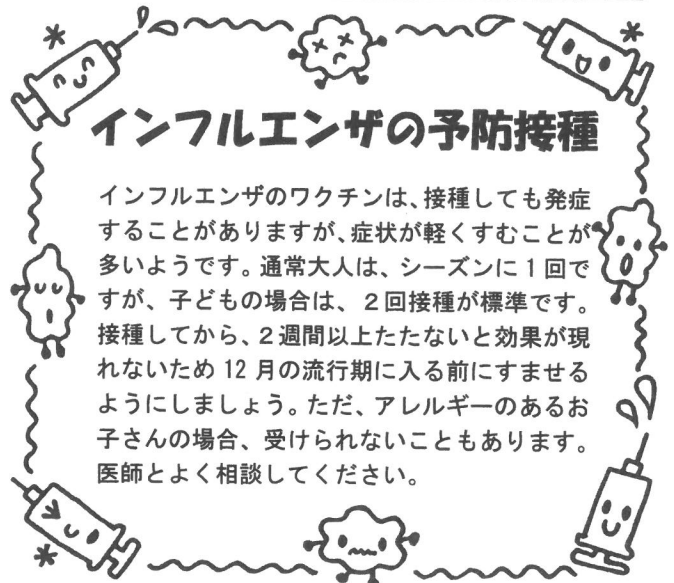 インフルエンザの予防接種
インフルエンザのワクチンは、接種しても発症
することがありますが、症状が軽くすむことが
多いようです。通常大人は、シーズンに1回で
すが、子どもの場合は、2回接種が標準です。
接種してから、2週間以上たたないと効果が現
れないため 12 月の流行期に入る前にすませる
ようにしましょう。ただ、アレルギーのあるお
子さんの場合、受けられないこともあります。
医師とよく相談してください。